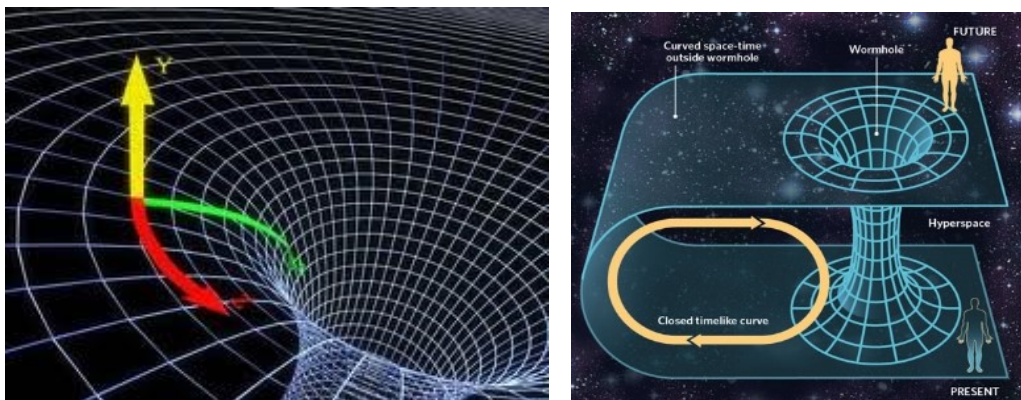 Y
FUTURE
Curved space-time
outside wormhole
Wormhole
Hyperspace
Closed timelike curve
PRESENT